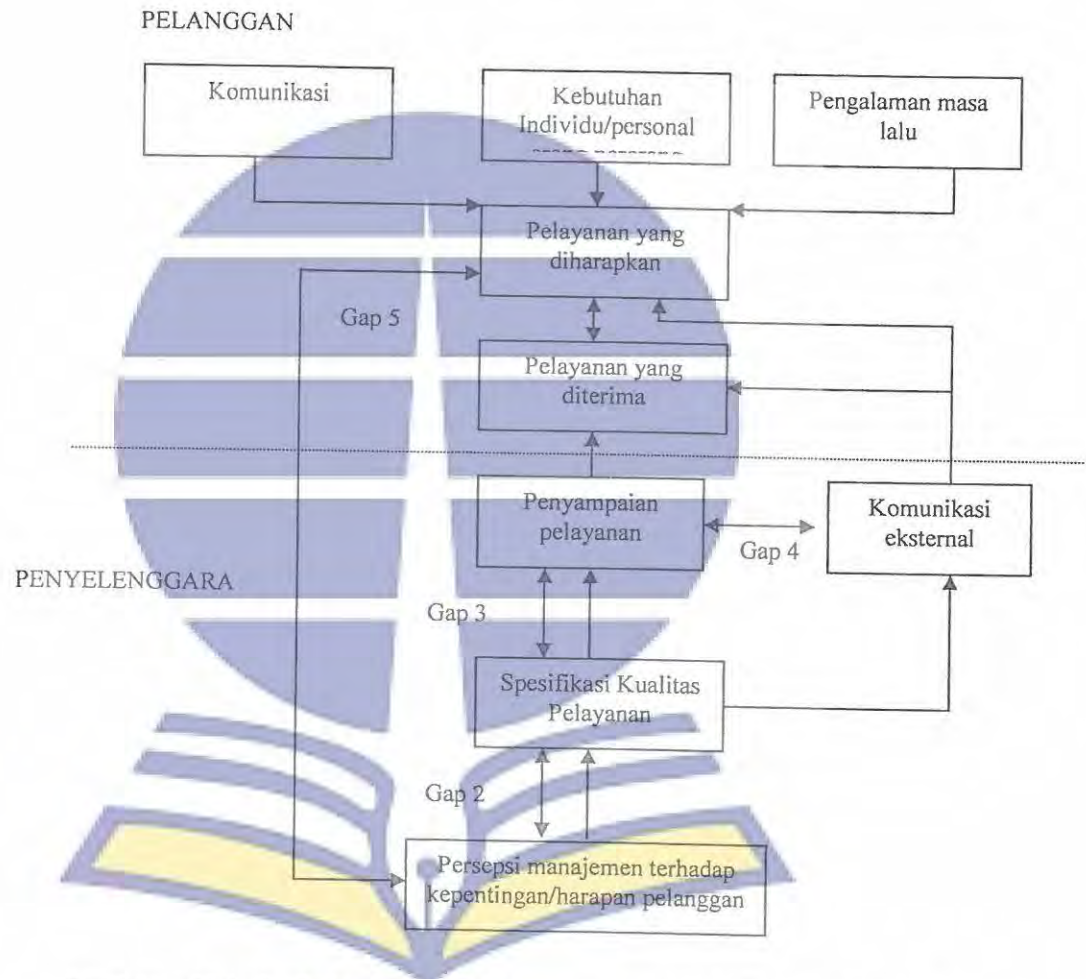 PELANGGAN
Komunikasi
Kebutuhan
Individu/personal
Pengalaman masa
lalu
Pelayanan yang
diharapkan
Gap 5
Pelayanan yang
diterima
Penyampaian
pelayanan
Komunikasi
eksternal
Gap 4
PENYELENGGARA
Gap 3
Spesifikasi Kualitas
Pelayanan
Gap 2
Persepsi manajemen terhadap
kepentingan/harapan pelanggan